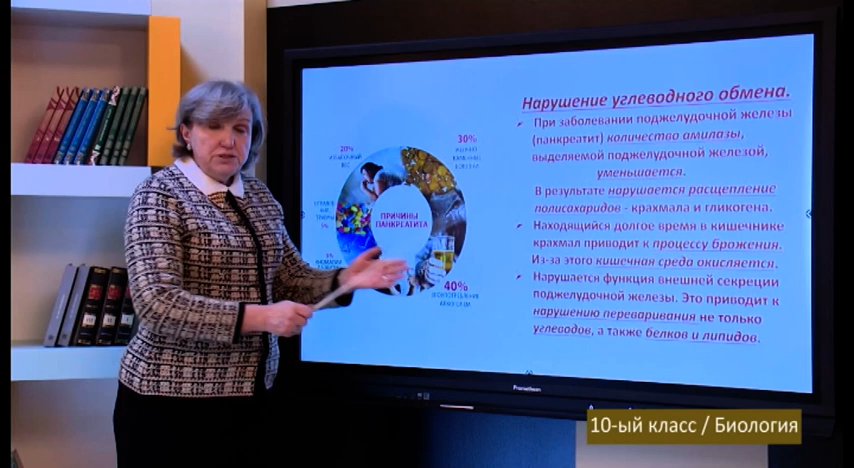 Нарушение углеводного обмена.
➤ При заболевании поджелудочной железы
(панкреатит) количество амилазы,
выделяемой поджелудочной железой,
уменьшается.
В результате нарушается расщепление
полисахаридов - крахмала и гликогена.
➤ Находящийся долгое время в кишечнике
крахмал приводит к процессу брожения.
Из-за этого кишечная среда окисляется.
➤ Нарушается функция внешней секреции
поджелудочной железы. Это приводит к
нарушению переваривания не только
углеводов, а также белков и липидов.
20%
30%
ПРИЧИНЫ
ПАНКРЕАТИТА
5%
5%
40%
Promethean
10-ый класс / Биология